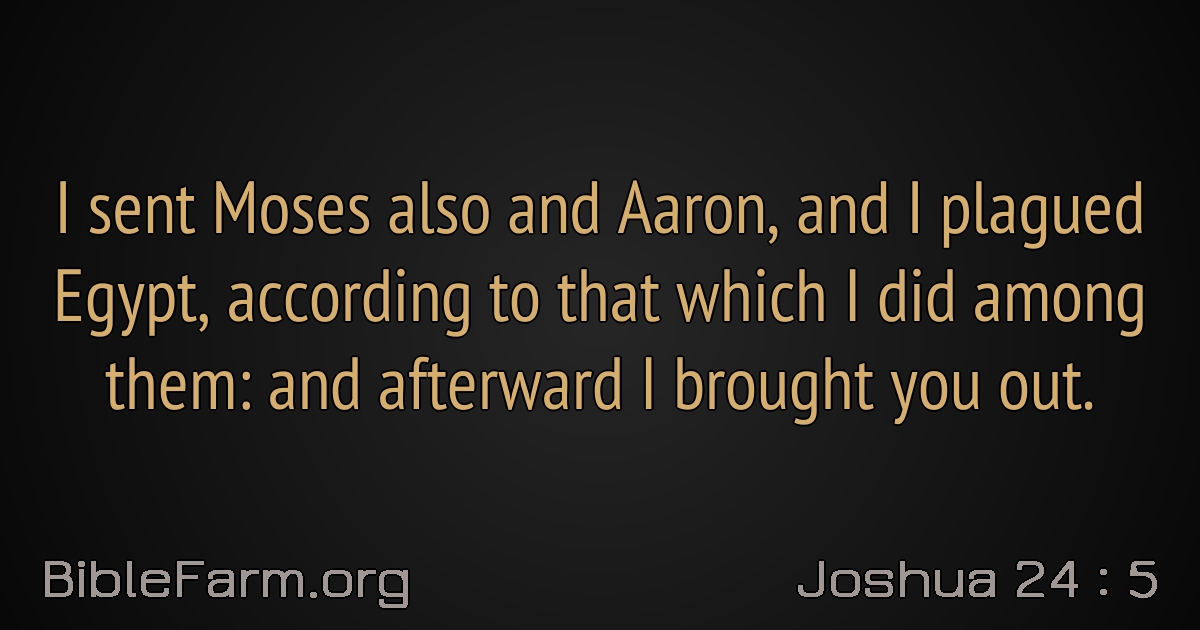 I sent Moses also and Aaron, and I plagued
Egypt, according to that which I did among
them: and afterward I brought you out.
BibleFarm.org
Joshua 24 : 5